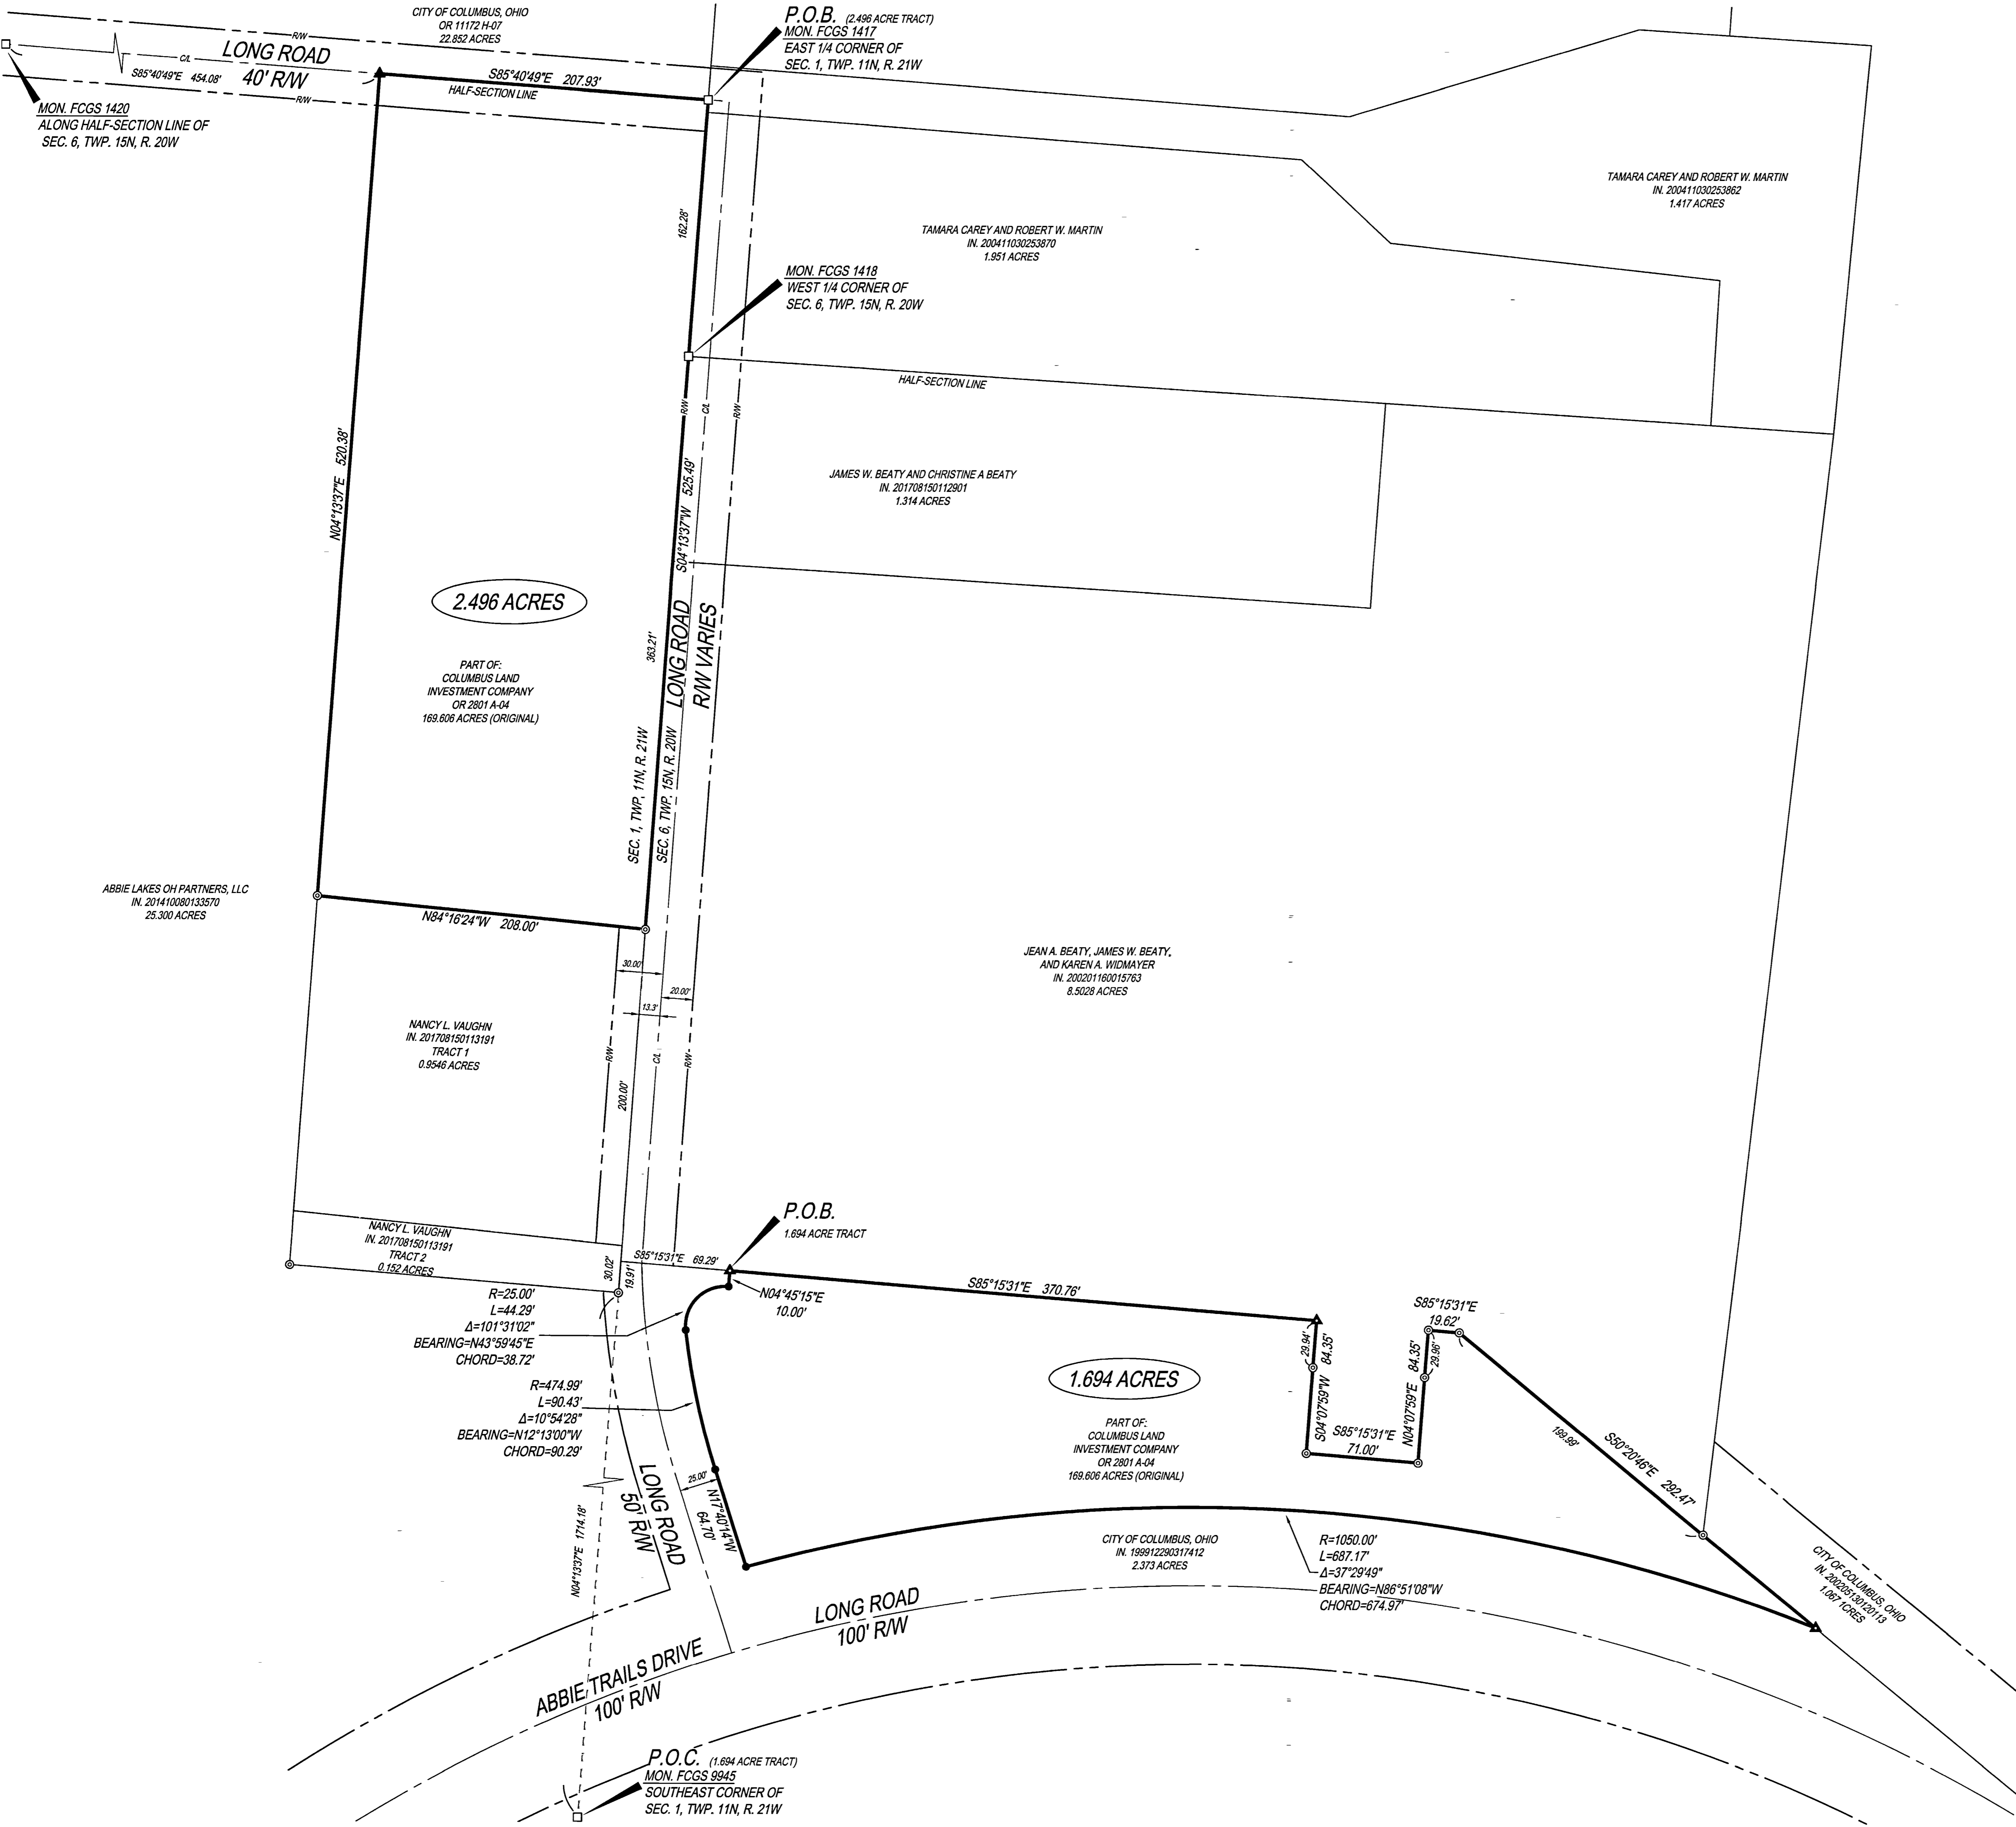 CITY OF COLUMBUS, OHIO
OR 11172 H-07
22.852 ACRES
P.O.B. (2.496 ACRE TRACT)
MON. FCGS 1417
EAST 1/4 CORNER OF
SEC. 1, TWP. 11N, R. 21W
R/W
C/L
LONG ROAD
40' R/W
S85°40'49"E 454.08'
R/W
S85°40'49"E 207.93'
HALF-SECTION LINE
MON. FCGS 1420
ALONG HALF-SECTION LINE OF
SEC. 6, TWP. 15N, R. 20W
TAMARA CAREY AND ROBERT W. MARTIN
IN. 200411030253862
1.417 ACRES
TAMARA CAREY AND ROBERT W. MARTIN
IN. 200411030253870
1.951 ACRES
162.28'
MON. FCGS 1418
WEST 1/4 CORNER OF
SEC. 6, TWP. 15N, R. 20W
HALF-SECTION LINE
R/W
C/L
R/W
N04°13'37"E 520.38'
S04°13'37"W 525.49'
JAMES W. BEATY AND CHRISTINE A BEATY
IN. 201708150112901
1.314 ACRES
2.496 ACRES
PART OF:
COLUMBUS LAND
INVESTMENT COMPANY
OR 2801 A-04
169.606 ACRES (ORIGINAL)
363.21'
LONG ROAD
R/W VARIES
SEC. 1, TWP, 11N, R. 21W
SEC. 6, TWP. 15N, R. 20W
ABBIE LAKES OH PARTNERS, LLC
IN. 201410080133570
25.300 ACRES
N84°16'24"W 208.00'
30.00'
20.00'
13.3'
JEAN A. BEATY, JAMES W. BEATY,
AND KAREN A. WIDMAYER
IN. 200201160015763
8.5028 ACRES
NANCY L. VAUGHN
IN. 201708150113191
TRACT 1
0.9546 ACRES
R/W
C/L
R/W
200.00'
NANCY L. VAUGHN
IN. 201708150113191
TRACT 2
0.152 ACRES
30.02'
19.91'
S85°15'31"E 69.29'
P.O.B.
1.694 ACRE TRACT
N04°45'15"E
10.00'
S85°15'31"E 370.76'
R=25.00'
L=44.29'
Δ=101°31'02"
BEARING=N43°59'45"E
CHORD=38.72'
R=474.99'
L=90.43'
Δ=10°54'28"
BEARING=N12°13'00"W
CHORD=90.29'
1.694 ACRES
PART OF:
COLUMBUS LAND
INVESTMENT COMPANY
OR 2801 A-04
169.606 ACRES (ORIGINAL)
29.94'
S04°07'59"W 84.35'
S85°15'31"E
71.00'
N04°07'59"E 84.35'
29.96'
S85°15'31"E
19.62'
199.99'
S50°20'46"E 292.47'
25.00'
N17°40'14"W
64.70'
LONG ROAD
50' R/W
N04°13'37"E 1714.18'
CITY OF COLUMBUS, OHIO
IN. 199912290317412
2.373 ACRES
R=1050.00'
L=687.17'
Δ=37°29'49"
BEARING=N86°51'08"W
CHORD=674.97'
CITY OF COLUMBUS, OHIO
IN. 200205130120113
1.067 1CRES
LONG ROAD
100' R/W
ABBIE TRAILS DRIVE
100' R/W
P.O.C. (1.694 ACRE TRACT)
MON. FCGS 9945
SOUTHEAST CORNER OF
SEC. 1, TWP. 11N, R. 21W